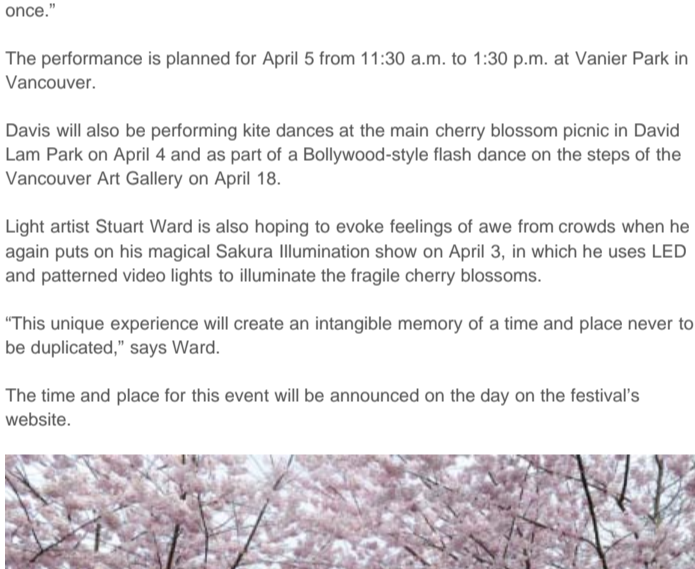 once.”
The performance is planned for April 5 from 11:30 a.m. to 1:30 p.m. at Vanier Park in
Vancouver.
Davis will also be performing kite dances at the main cherry blossom picnic in David
Lam Park on April 4 and as part of a Bollywood-style flash dance on the steps of the
Vancouver Art Gallery on April 18.
Light artist Stuart Ward is also hoping to evoke feelings of awe from crowds when he
again puts on his magical Sakura Illumination show on April 3, in which he uses LED
and patterned video lights to illuminate the fragile cherry blossoms.
“This unique experience will create an intangible memory of a time and place never to
be duplicated,” says Ward.
The time and place for this event will be announced on the day on the festival’s
website.